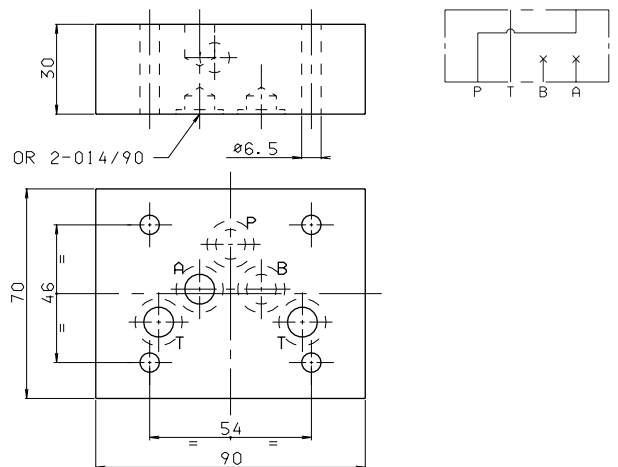 30
P T B A
OR 2-014/90
ø6.5
P
A B
70
46
=
=
T T
54
= =
90